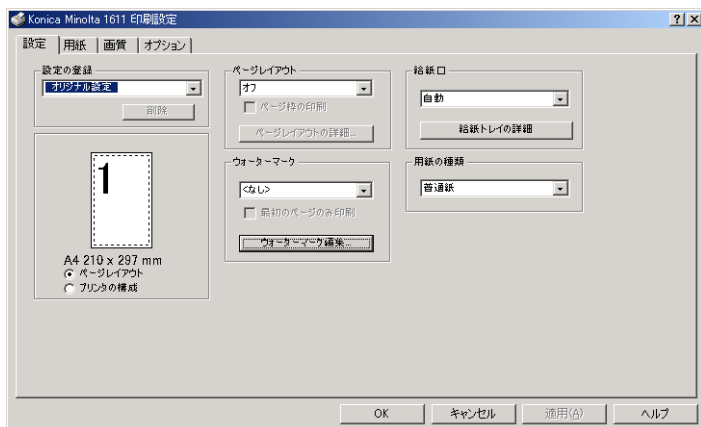 Konica Minolta 1611 印刷設定
設定
用紙
画質
オプション
設定の登録
オリジナル設定
削除
1
A4 210 x 297 mm
ページレイアウト
プリンタの構成
ページレイアウト
オフ
ページ枠の印刷
ページレイアウトの詳細...
ウォーターマーク
<なし>
最初のページのみ印刷
ウォーターマーク編集...
給紙口
自動
給紙トレイの詳細
用紙の種類
普通紙
OK
キャンセル
適用(A)
ヘルプ